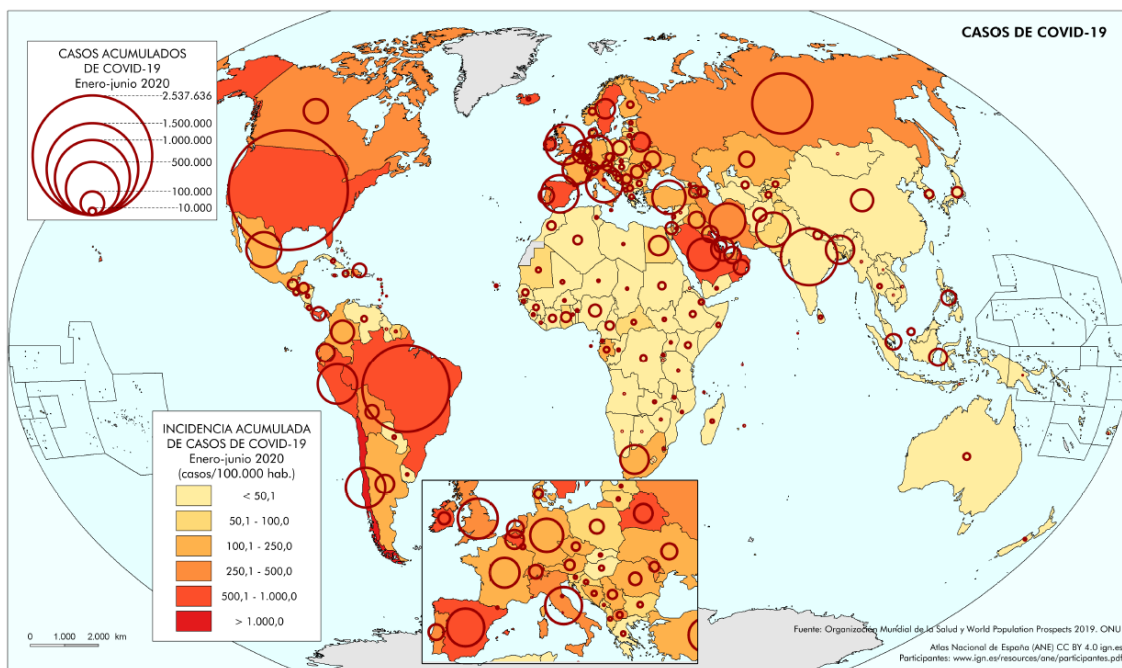 CASOS DE COVID-19
CASOS ACUMULADOS
DE COVID-19
Enero-junio 2020
2.537.636
1.500.000
1.000.000
500.000
100.000
10.000
INCIDENCIA ACUMULADA
DE CASOS DE COVID-19
Enero-junio 2020
(casos/100.000 hab.)
< 50,1
50,1 - 100,0
100,1 - 250,0
250,1 - 500,0
500,1 - 1.000,0
> 1.000,0
0 1.000 2.000 km
Fuente: Organización Mundial de la Salud y World Population Prospects 2019. ONU
Atlas Nacional de España (ANE) CC BY 4.0 ign.es
Participantes: www.ign.es/resources/ane/participantes.pdf